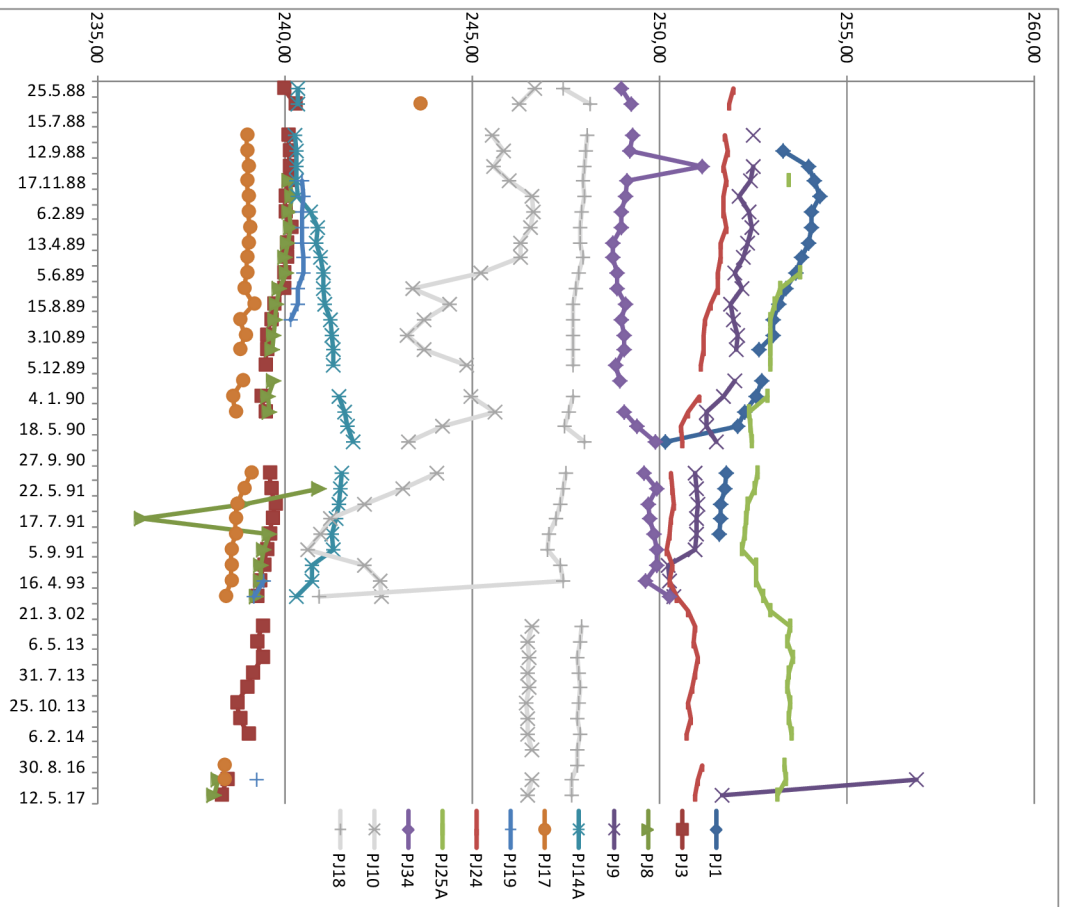 235,00
240,00
245,00
250,00
255,00
260,00
25.5.88
15.7.88
12.9.88
17.11.88
6.2.89
13.4.89
5.6.89
15.8.89
3.10.89
5.12.89
4.1.90
18.5.90
27.9.90
22.5.91
17.7.91
5.9.91
16.4.93
21.3.02
6.5.13
31.7.13
25.10.13
6.2.14
30.8.16
12.5.17
PJ18
PJ10
PJ34
PJ25A
PJ24
PJ19
PJ17
PJ14A
PJ9
PJ8
PJ3
PJ1